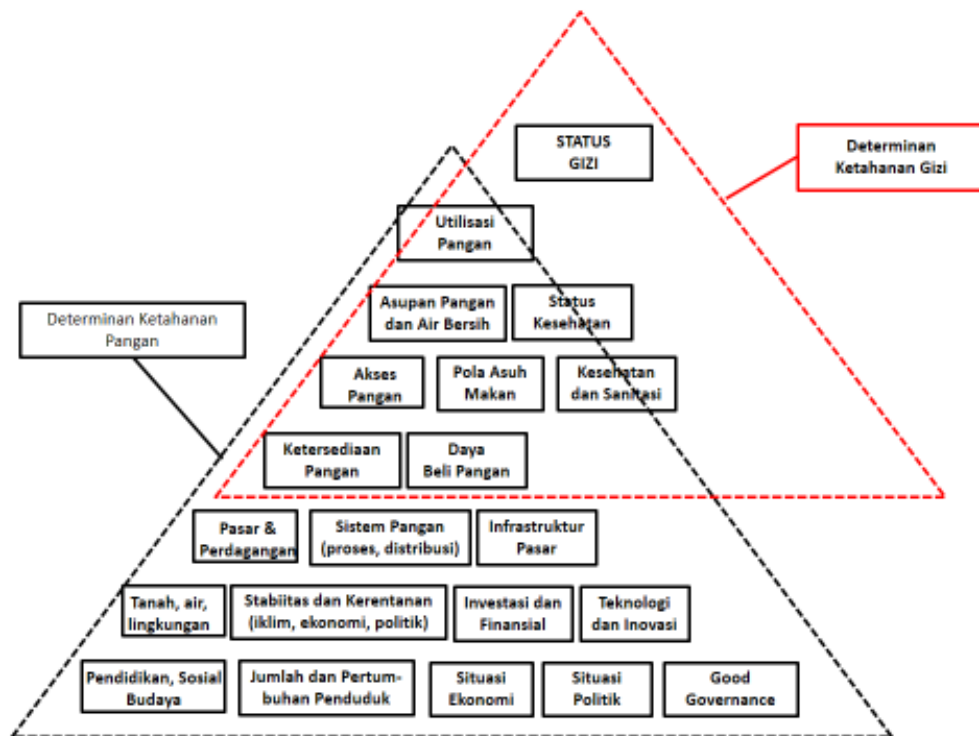 STATUS
GIZI
Determinan
Ketahanan Gizi
Utilisasi
Pangan
Determinan Ketahanan
Pangan
Asupan Pangan
dan Air Bersih
Status
Kesehatan
Akses
Pangan
Pola Asuh
Makan
Kesehatan
dan Sanitasi
Ketersediaan
Pangan
Daya
Beli Pangan
Pasar &
Perdagangan
Sistem Pangan
(proses, distribusi)
Infrastruktur
Pasar
Tanah, air,
lingkungan
Stabiitas dan Kerentanan
(iklim, ekonomi, politik)
Investasi dan
Finansial
Teknologi
dan Inovasi
Pendidikan, Sosial
Budaya
Jumlah dan Pertum-
buhan Penduduk
Situasi
Ekonomi
Situasi
Politik
Good
Governance